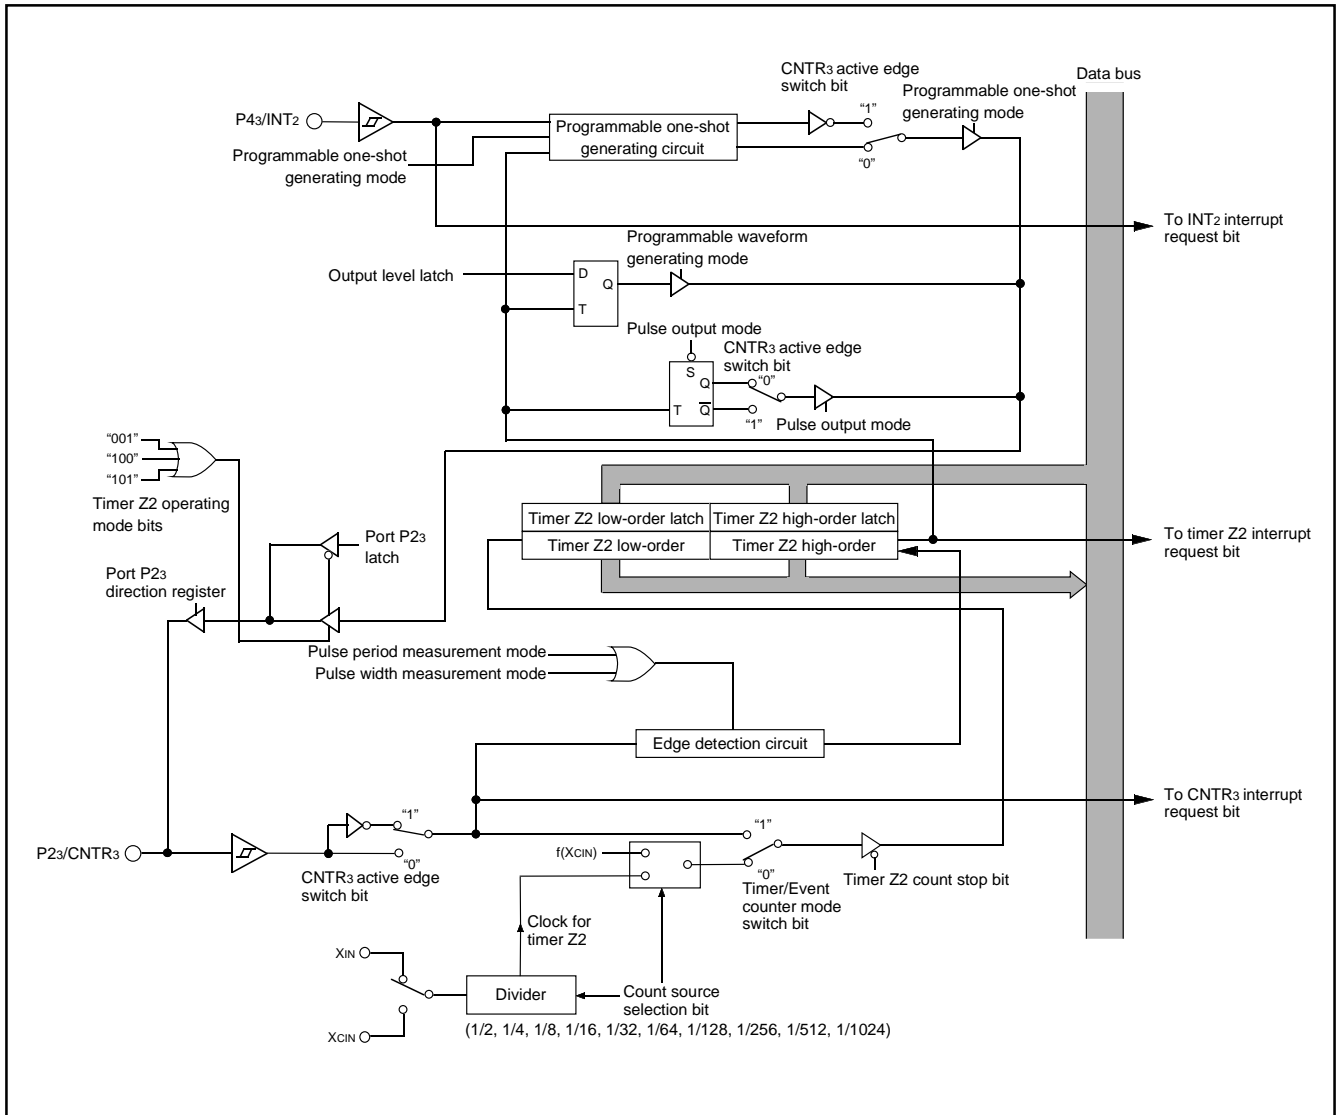 CNTR3 active edge
switch bit
Data bus
Programmable one-shot
generating mode
P43/INT2
“1”
Programmable one-shot
generating circuit
Programmable one-shot
generating mode
“0”
To INT2 interrupt
request bit
Programmable waveform
generating mode
Output level latch
D
Q
T
Pulse output mode
CNTR3 active edge
switch bit
S
Q
“0”
T
Q
“1”
Pulse output mode
“001”
“100”
“101”
Timer Z2 operating
mode bits
Timer Z2 low-order latch
Timer Z2 high-order latch
Timer Z2 low-order
Timer Z2 high-order
To timer Z2 interrupt
request bit
Port P23
latch
Port P23
direction register
Pulse period measurement mode
Pulse width measurement mode
Edge detection circuit
To CNTR3 interrupt
request bit
“1”
“1”
P23/CNTR3
“0”
CNTR3 active edge
switch bit
f(XCIN)
“0”
Timer/Event
counter mode
switch bit
Timer Z2 count stop bit
Clock for
timer Z2
XIN
Divider
Count source
selection bit
XCIN
(1/2, 1/4, 1/8, 1/16, 1/32, 1/64, 1/128, 1/256, 1/512, 1/1024)